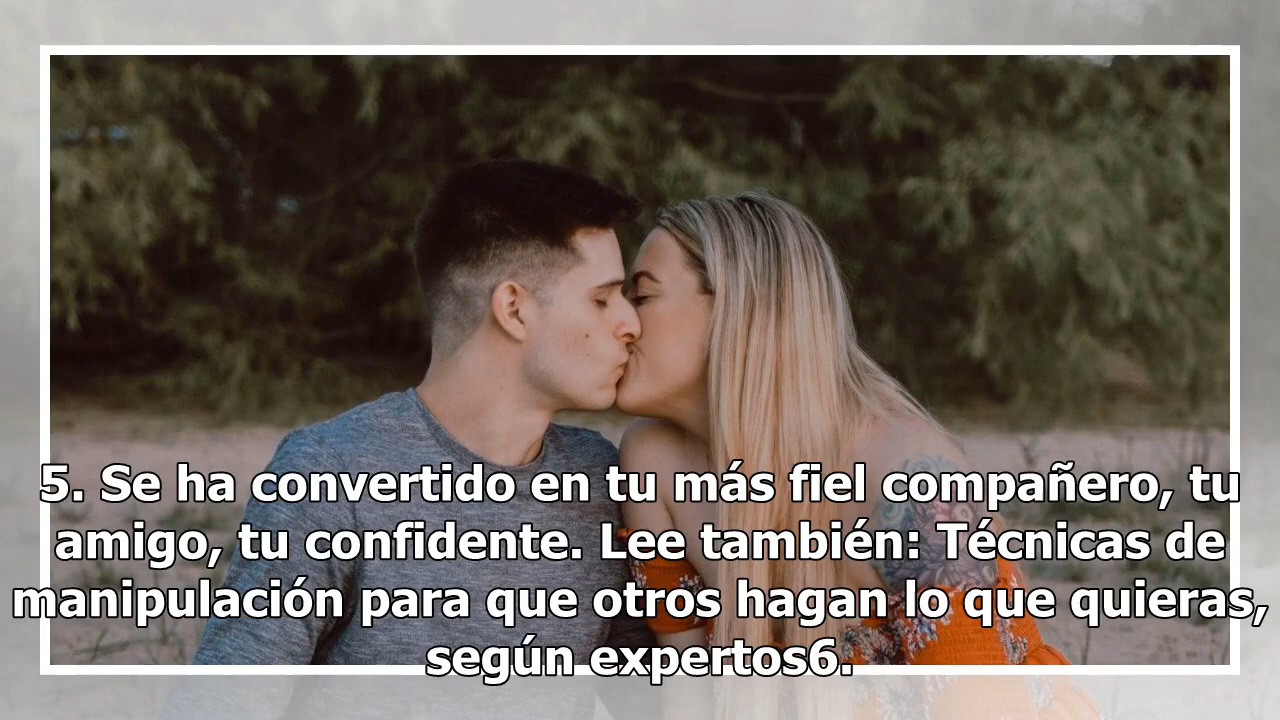 5. Se ha convertido en tu más fiel compañero, tu
amigo, tu confidente. Lee también: Técnicas de
manipulación para que otros hagan lo que quieras,
según expertos6.